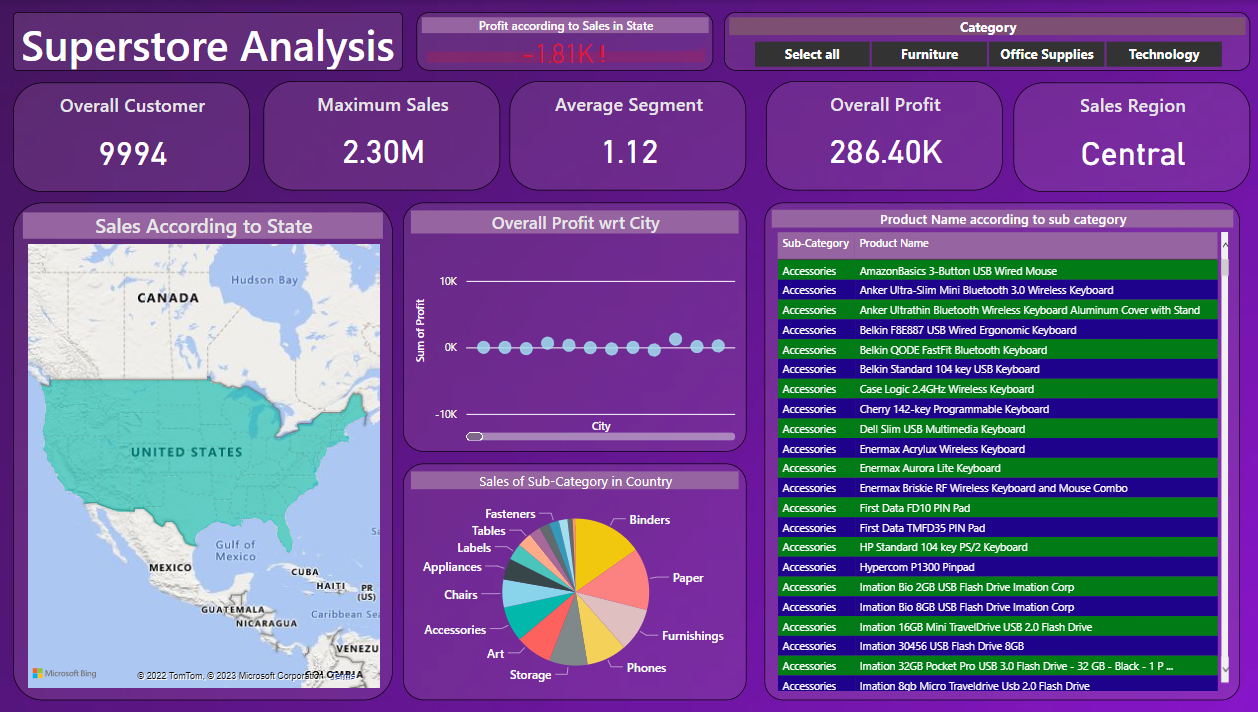 Superstore Analysis
Profit according to Sales in State
-1.81K !
Category
Select all
Furniture
Office Supplies
Technology
Overall Customer
9994
Maximum Sales
2.30M
Average Segment
1.12
Overall Profit
286.40K
Sales Region
Central
Sales According to State
Hudson Bay
CANADA
UNITED STATES
Gulf of
Mexico
MEXICO
CUBA
HAITI
PR
(US)
GUATEMALA
NICARAGUA
Caribbean Sea
VENEZU
COLOMBIA
Microsoft Bing
© 2022 TomTom, © 2023 Microsoft Corporation Terms
Overall Profit wrt City
Sum of Profit
10K
0K
-10K
City
Sales of Sub-Category in Country
Fasteners
Tables
Labels
Appliances
Chairs
Accessories
Art
Storage
Binders
Paper
Furnishings
Phones
Product Name according to sub category
Sub-Category Product Name
Accessories AmazonBasics 3-Button USB Wired Mouse
Accessories Anker Ultra-Slim Mini Bluetooth 3.0 Wireless Keyboard
Accessories Anker Ultrathin Bluetooth Wireless Keyboard Aluminum Cover with Stand
Accessories Belkin F8E887 USB Wired Ergonomic Keyboard
Accessories Belkin QODE FastFit Bluetooth Keyboard
Accessories Belkin Standard 104 key USB Keyboard
Accessories Case Logic 2.4GHz Wireless Keyboard
Accessories Cherry 142-key Programmable Keyboard
Accessories Dell Slim USB Multimedia Keyboard
Accessories Enermax Acrylux Wireless Keyboard
Accessories Enermax Aurora Lite Keyboard
Accessories Enermax Briskie RF Wireless Keyboard and Mouse Combo
Accessories First Data FD10 PIN Pad
Accessories First Data TMFD35 PIN Pad
Accessories HP Standard 104 key PS/2 Keyboard
Accessories Hypercom P1300 Pinpad
Accessories Imation Bio 2GB USB Flash Drive Imation Corp
Accessories Imation Bio 8GB USB Flash Drive Imation Corp
Accessories Imation 16GB Mini TravelDrive USB 2.0 Flash Drive
Accessories Imation 30456 USB Flash Drive 8GB
Accessories Imation 32GB Pocket Pro USB 3.0 Flash Drive - 32 GB - Black - 1 P ...
Accessories Imation 8gb Micro Traveldrive Usb 2.0 Flash Drive